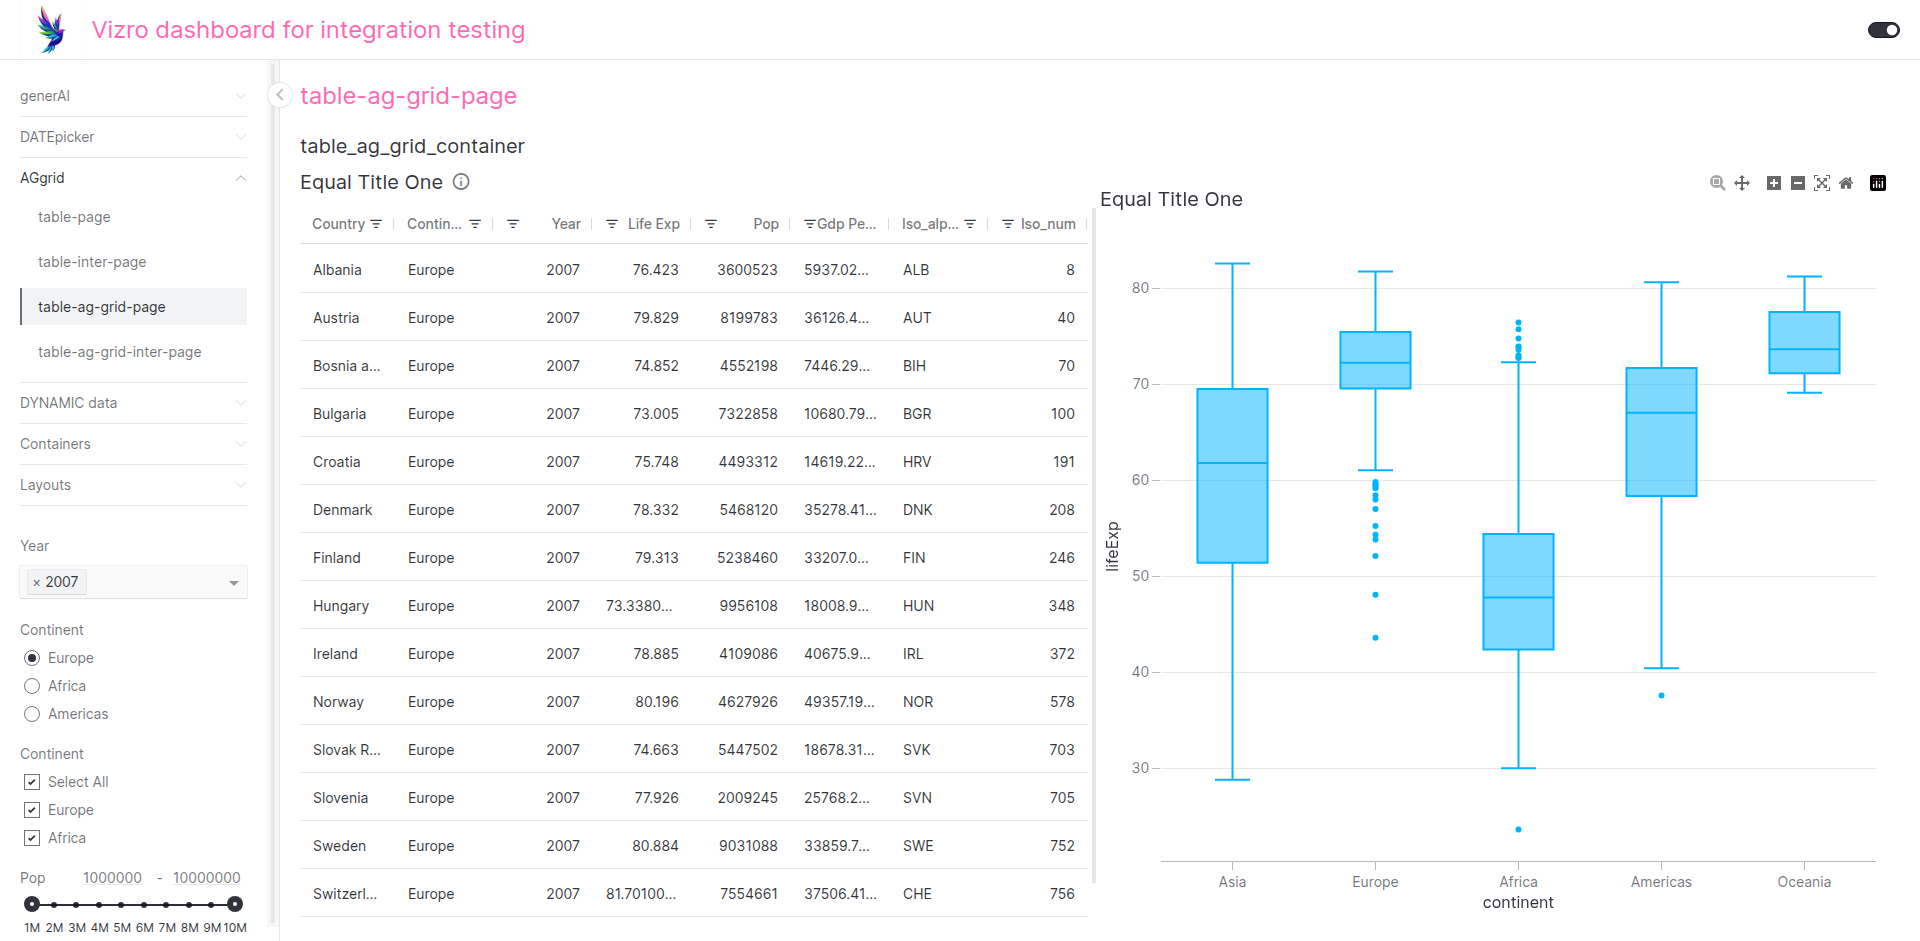 Vizro dashboard for integration testing
generAI
DATEpicker
AGgrid
table-page
table-inter-page
table-ag-grid-page
table-ag-grid-inter-page
DYNAMIC data
Containers
Layouts
Year
× 2007
Continent
Europe
Africa
Americas
Continent
Select All
Europe
Africa
Pop 1000000 - 10000000
1M 2M 3M 4M 5M 6M 7M 8M 9M 10M
table-ag-grid-page
table_ag_grid_container
Equal Title One
Country Contin... Year Life Exp Pop Gdp Pe... Iso_alp... Iso_num
Albania Europe 2007 76.423 3600523 5937.02... ALB 8
Austria Europe 2007 79.829 8199783 36126.4... AUT 40
Bosnia a... Europe 2007 74.852 4552198 7446.29... BIH 70
Bulgaria Europe 2007 73.005 7322858 10680.79... BGR 100
Croatia Europe 2007 75.748 4493312 14619.22... HRV 191
Denmark Europe 2007 78.332 5468120 35278.41... DNK 208
Finland Europe 2007 79.313 5238460 33207.0... FIN 246
Hungary Europe 2007 73.3380... 9956108 18008.9... HUN 348
Ireland Europe 2007 78.885 4109086 40675.9... IRL 372
Norway Europe 2007 80.196 4627926 49357.19... NOR 578
Slovak R... Europe 2007 74.663 5447502 18678.31... SVK 703
Slovenia Europe 2007 77.926 2009245 25768.2... SVN 705
Sweden Europe 2007 80.884 9031088 33859.7... SWE 752
Switzerl... Europe 2007 81.70100... 7554661 37506.41... CHE 756
Equal Title One
80
70
60
50
40
30
lifeExp
Asia Europe Africa Americas Oceania
continent